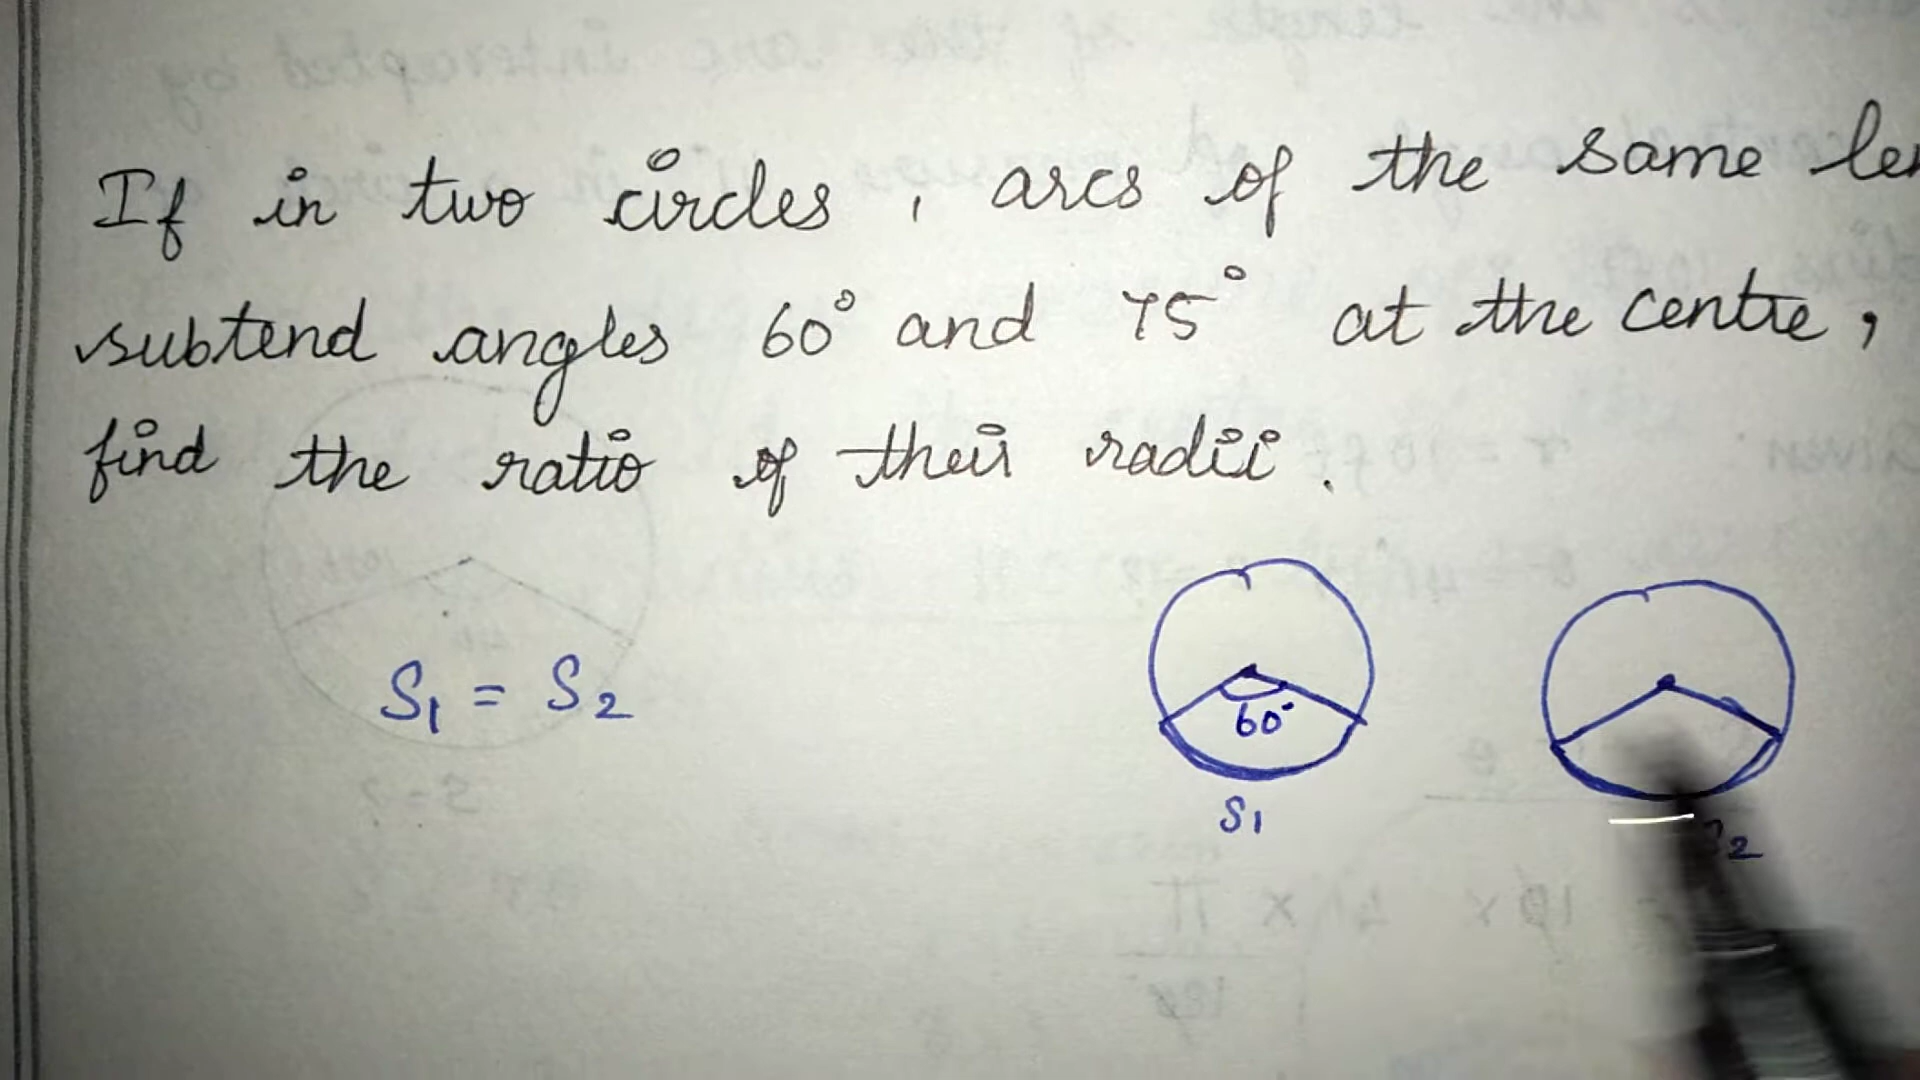 If in two circles, arcs of the same
subtend angles 60° and 75° at the centre,
find the ratio of their radii.
S1 = S2
60°
S1